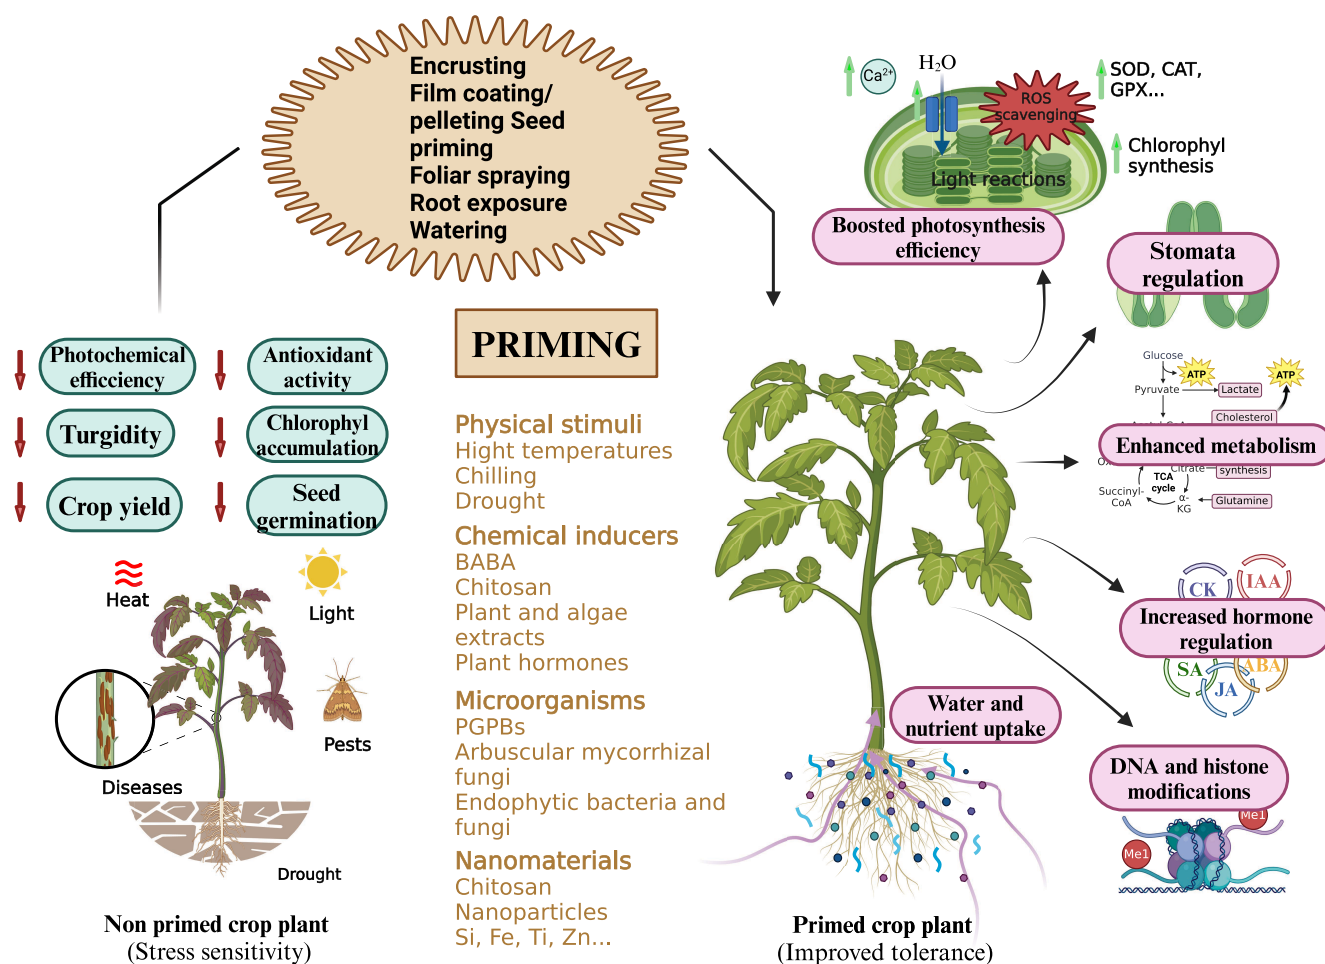 Encrusting
Film coating/
pelleting Seed
priming
Foliar spraying
Root exposure
Watering
Ca²⁺
H₂O
ROS
scavenging
SOD, CAT,
GPX...
Chlorophyl
synthesis
Light reactions
Boosted photosynthesis
efficiency
Stomata
regulation
Photochemical
efficciency
Antioxidant
activity
Turgidity
Chlorophyl
accumulation
Crop yield
Seed
germination
Heat
Light
Pests
Diseases
Drought
Non primed crop plant
(Stress sensitivity)
PRIMING
Physical stimuli
Hight temperatures
Chilling
Drought
Chemical inducers
BABA
Chitosan
Plant and algae
extracts
Plant hormones
Microorganisms
PGPBs
Arbuscular mycorrhizal
fungi
Endophytic bacteria and
fungi
Nanomaterials
Chitosan
Nanoparticles
Si, Fe, Ti, Zn...
Glucose
ATP
ATP
Pyruvate
Lactate
Cholesterol
Enhanced metabolism
Citrate
synthesis
TCA
cycle
Succinyl-
CoA
α-
KG
Glutamine
CK
IAA
Increased hormone
regulation
SA
JA
ABA
Water and
nutrient uptake
DNA and histone
modifications
Me1
Me1
Primed crop plant
(Improved tolerance)